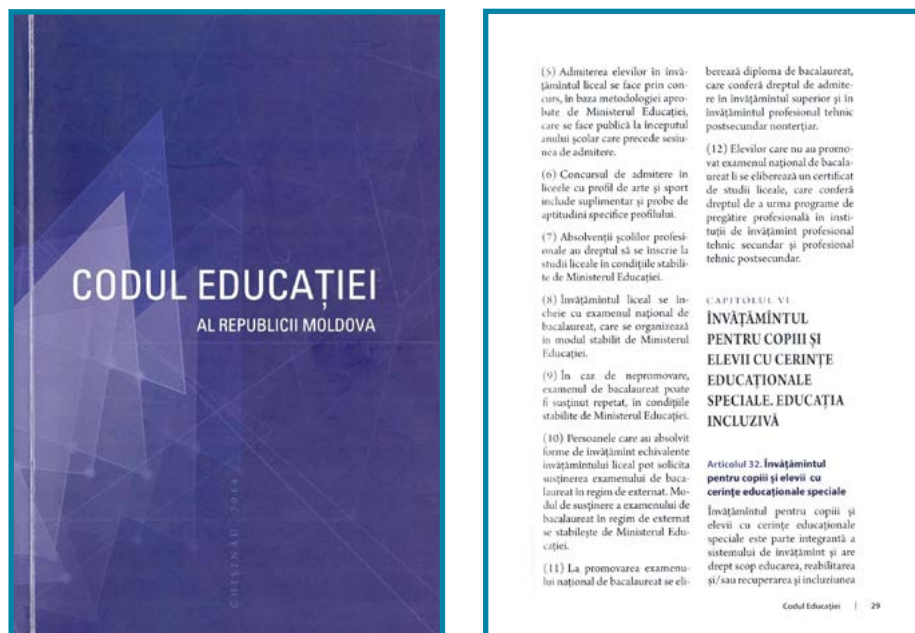 CODUL EDUCAȚIEI
AL REPUBLICII MOLDOVA
CHIȘINĂU 2014
(5) Admiterea elevilor în învă-
țămîntul liceal se face prin con-
curs, în baza metodologiei apro-
bate de Ministerul Educației,
care se face publică la începutul
anului școlar care precede sesiu-
nea de admitere.
(6) Concursul de admitere în
liceele cu profil de arte și sport
include suplimentar și probe de
aptitudini specifice profilului.
(7) Absolvenții școlilor profesi-
onale au dreptul să se înscrie la
studii liceale în condițiile stabili-
te de Ministerul Educației.
(8) Învățămîntul liceal se în-
cheie cu examenul național de
bacalaureat, care se organizează
în modul stabilit de Ministerul
Educației.
(9) În caz de nepromovare,
examenul de bacalaureat poate
fi susținut repetat, în condițiile
stabilite de Ministerul Educației.
(10) Persoanele care au absolvit
forme de învățămînt echivalente
învățămîntului liceal pot solicita
susținerea examenului de baca-
laureat în regim de externat. Mo-
dul de susținere a examenului de
bacalaureat în regim de externat
se stabilește de Ministerul Edu-
cației.
(11) La promovarea examenu-
lui național de bacalaureat se eli-
berează diploma de bacalaureat,
care conferă dreptul de admite-
re în învățămîntul superior și în
învățămîntul profesional tehnic
postsecundar nonterțiar.
(12) Elevilor care nu au promo-
vat examenul național de bacala-
ureat li se eliberează un certificat
de studii liceale, care conferă
dreptul de a urma programe de
pregătire profesională în insti-
tuții de învățămînt profesional
tehnic secundar și profesional
tehnic postsecundar.
CAPITOLUL VI.
ÎNVĂȚĂMÎNTUL
PENTRU COPIII ȘI
ELEVII CU CERINȚE
EDUCAȚIONALE
SPECIALE. EDUCAȚIA
INCLUZIVĂ
Articolul 32. Învățămîntul
pentru copiii și elevii cu
cerințe educaționale speciale
Învățămîntul pentru copiii și
elevii cu cerințe educaționale
speciale este parte integrantă a
sistemului de învățămînt și are
drept scop educarea, reabilitarea
și/sau recuperarea și incluziunea
Codul Educației | 29